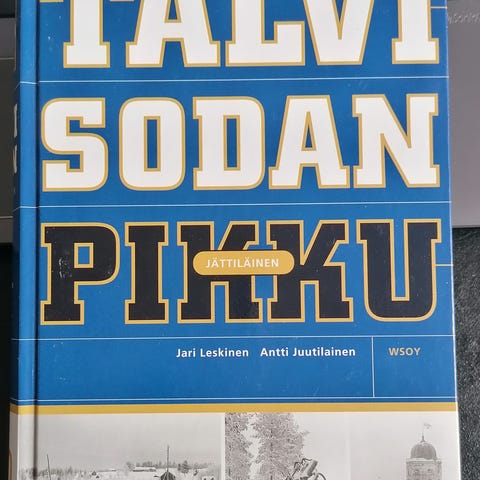 TALVI
SODAN
PIKKU
JÄTTILÄINEN
Jari Leskinen Antti Juutilainen WSOY